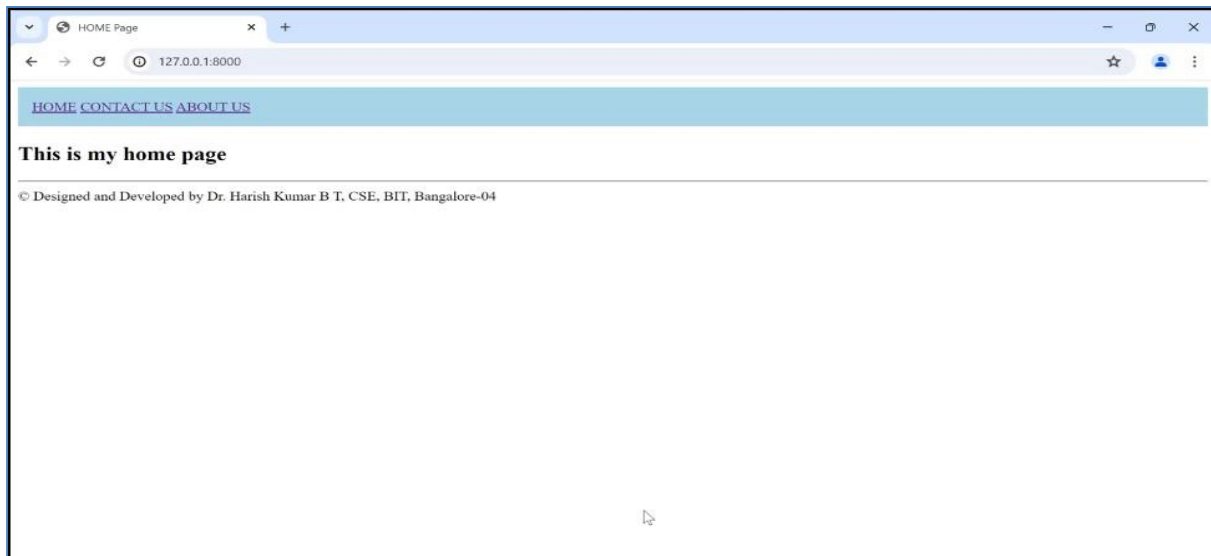 HOME Page
127.0.0.1:8000
HOME CONTACT US ABOUT US
This is my home page
© Designed and Developed by Dr. Harish Kumar B T, CSE, BIT, Bangalore-04